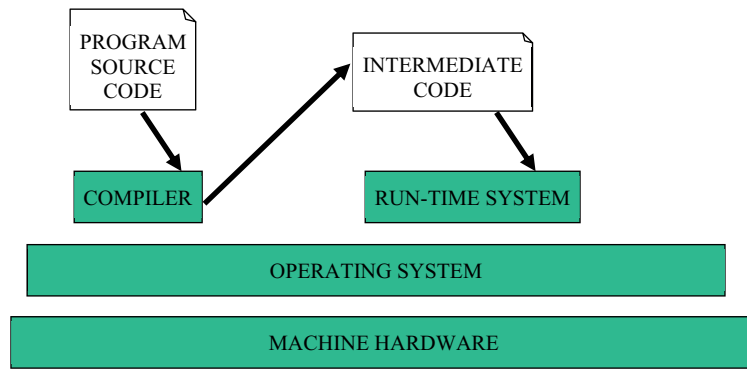 PROGRAM
SOURCE
CODE
INTERMEDIATE
CODE
COMPILER
RUN-TIME SYSTEM
OPERATING SYSTEM
MACHINE HARDWARE